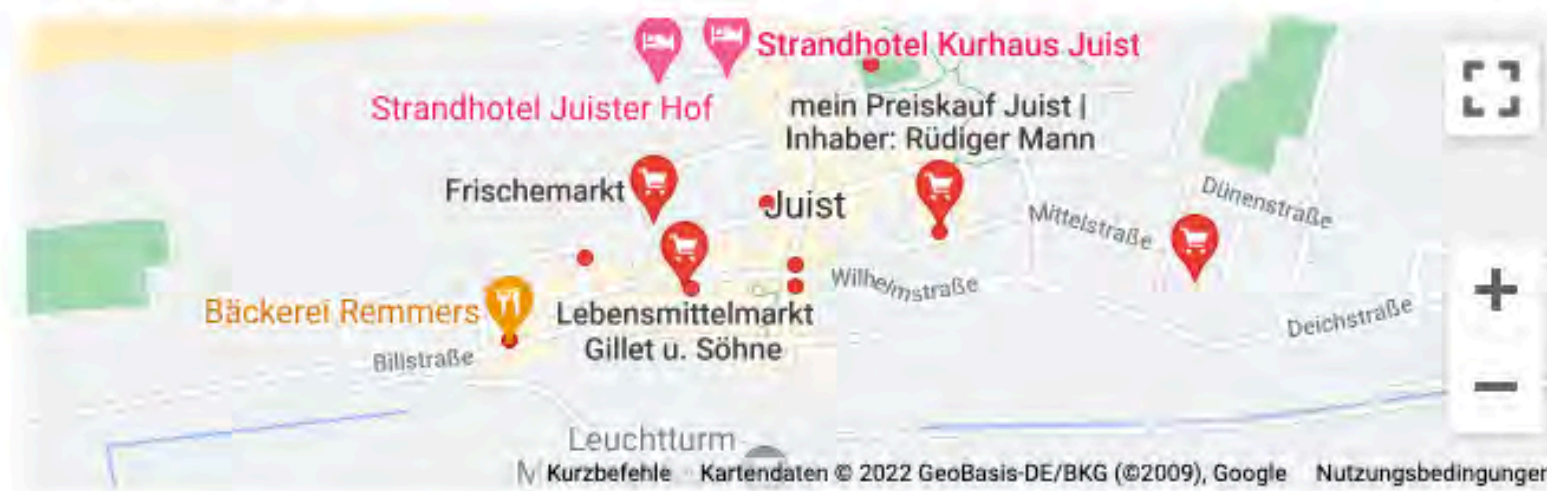 Strandhotel Kurhaus Juist
Strandhotel Juister Hof
mein Preiskauf Juist |
Inhaber: Rüdiger Mann
Frischemarkt
Juist
Dünenstraße
Mittelstraße
Wilhelmstraße
Bäckerei Remmers
Lebensmittelmarkt
Gillet u. Söhne
Deichstraße
Billstraße
Leuchtturm
M
Kurzbefehle
Kartendaten © 2022 GeoBasis-DE/BKG (©2009), Google
Nutzungsbedingungen